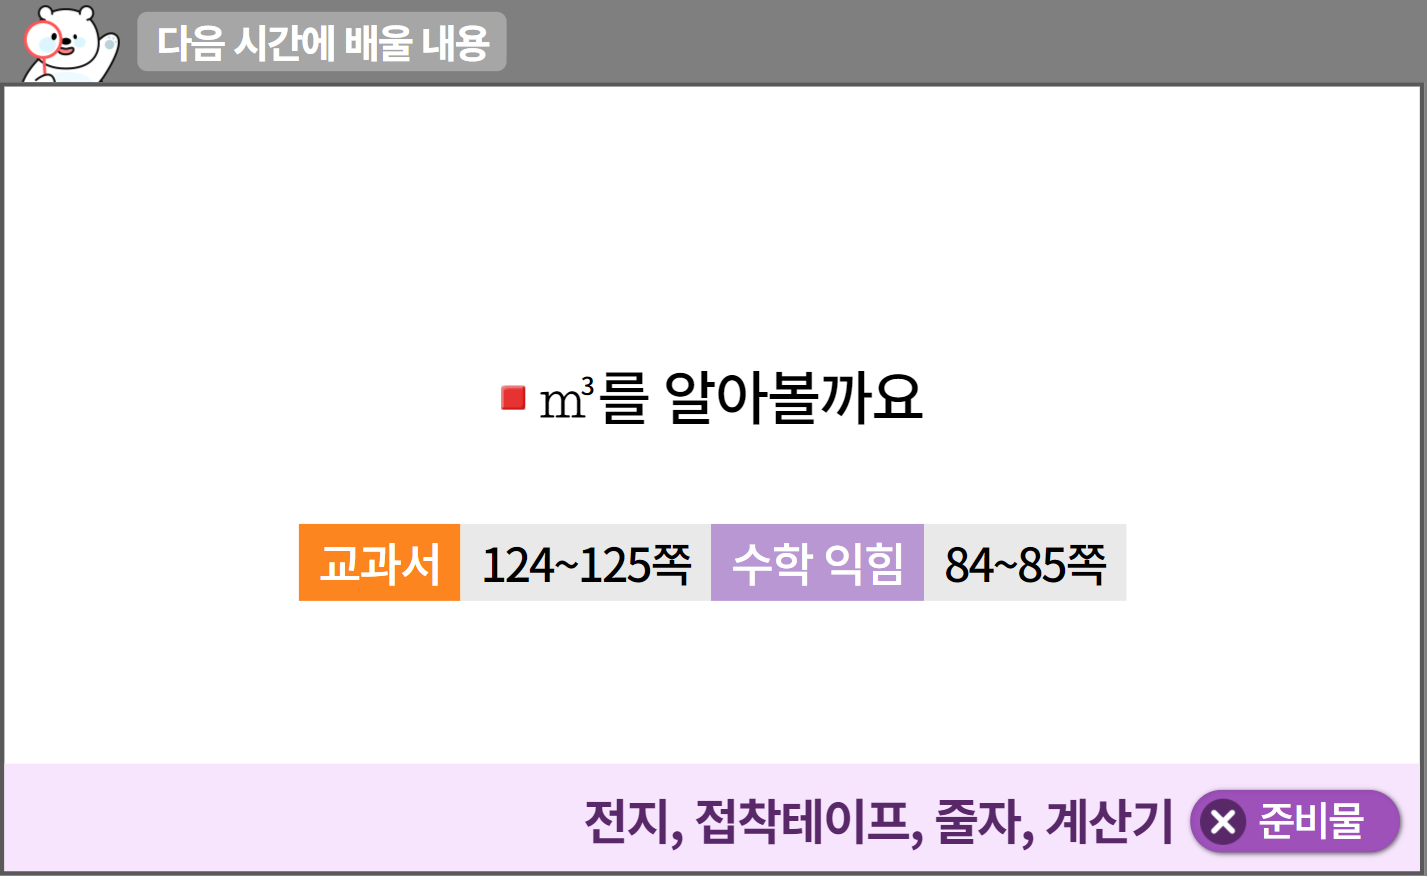 다음 시간에 배울 내용
m³를 알아볼까요
교과서 124~125쪽 수학 익힘 84~85쪽
전지, 접착테이프, 줄자, 계산기 준비물